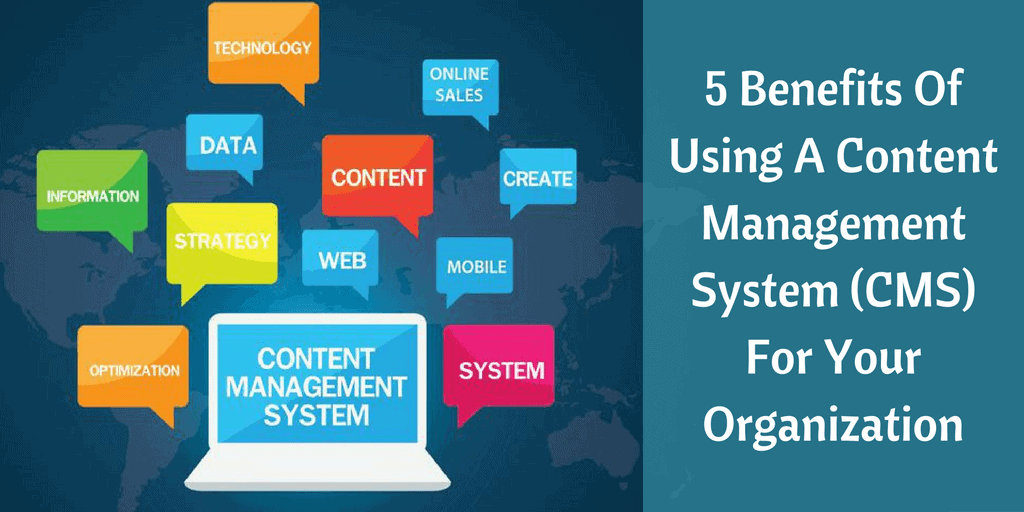 TECHNOLOGY
ONLINE
SALES
DATA
CONTENT
CREATE
INFORMATION
STRATEGY
WEB
MOBILE
OPTIMIZATION
CONTENT
MANAGEMENT
SYSTEM
SYSTEM
5 Benefits Of
Using A Content
Management
System (CMS)
For Your
Organization